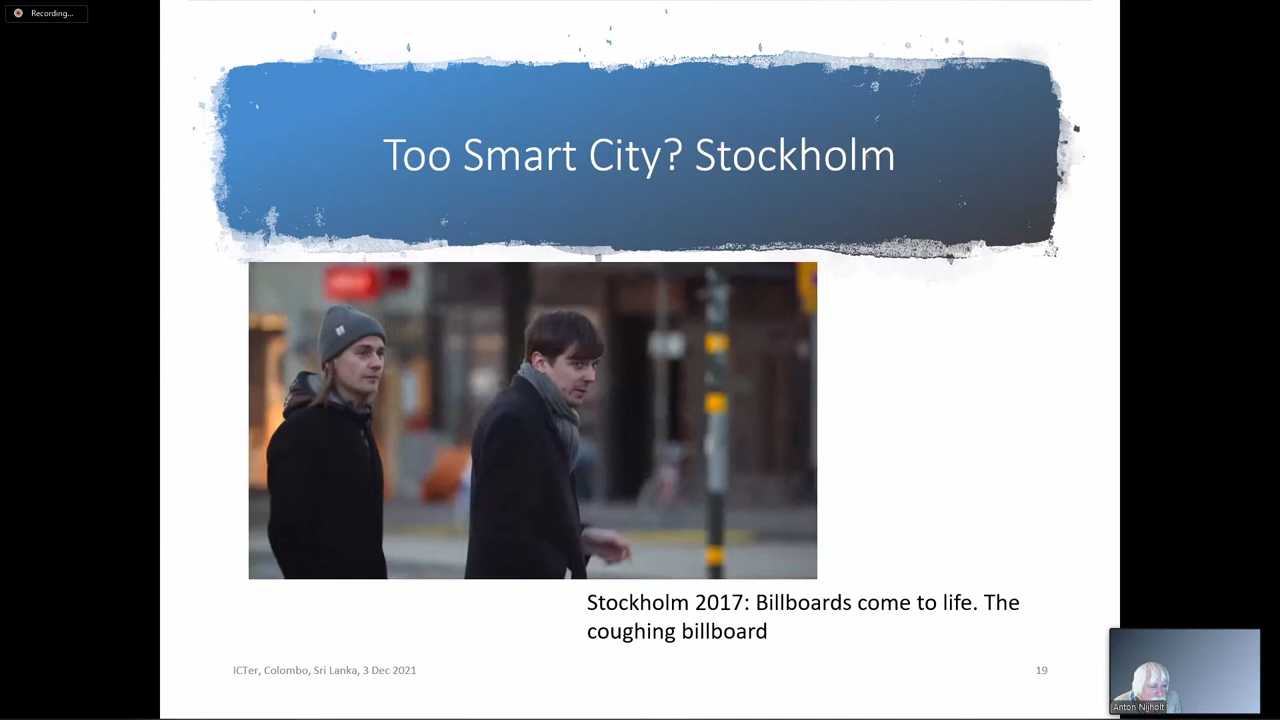 Recording...
Too Smart City? Stockholm
Stockholm 2017: Billboards come to life. The
coughing billboard
ICTer, Colombo, Sri Lanka, 3 Dec 2021
19
Anton Nijholt